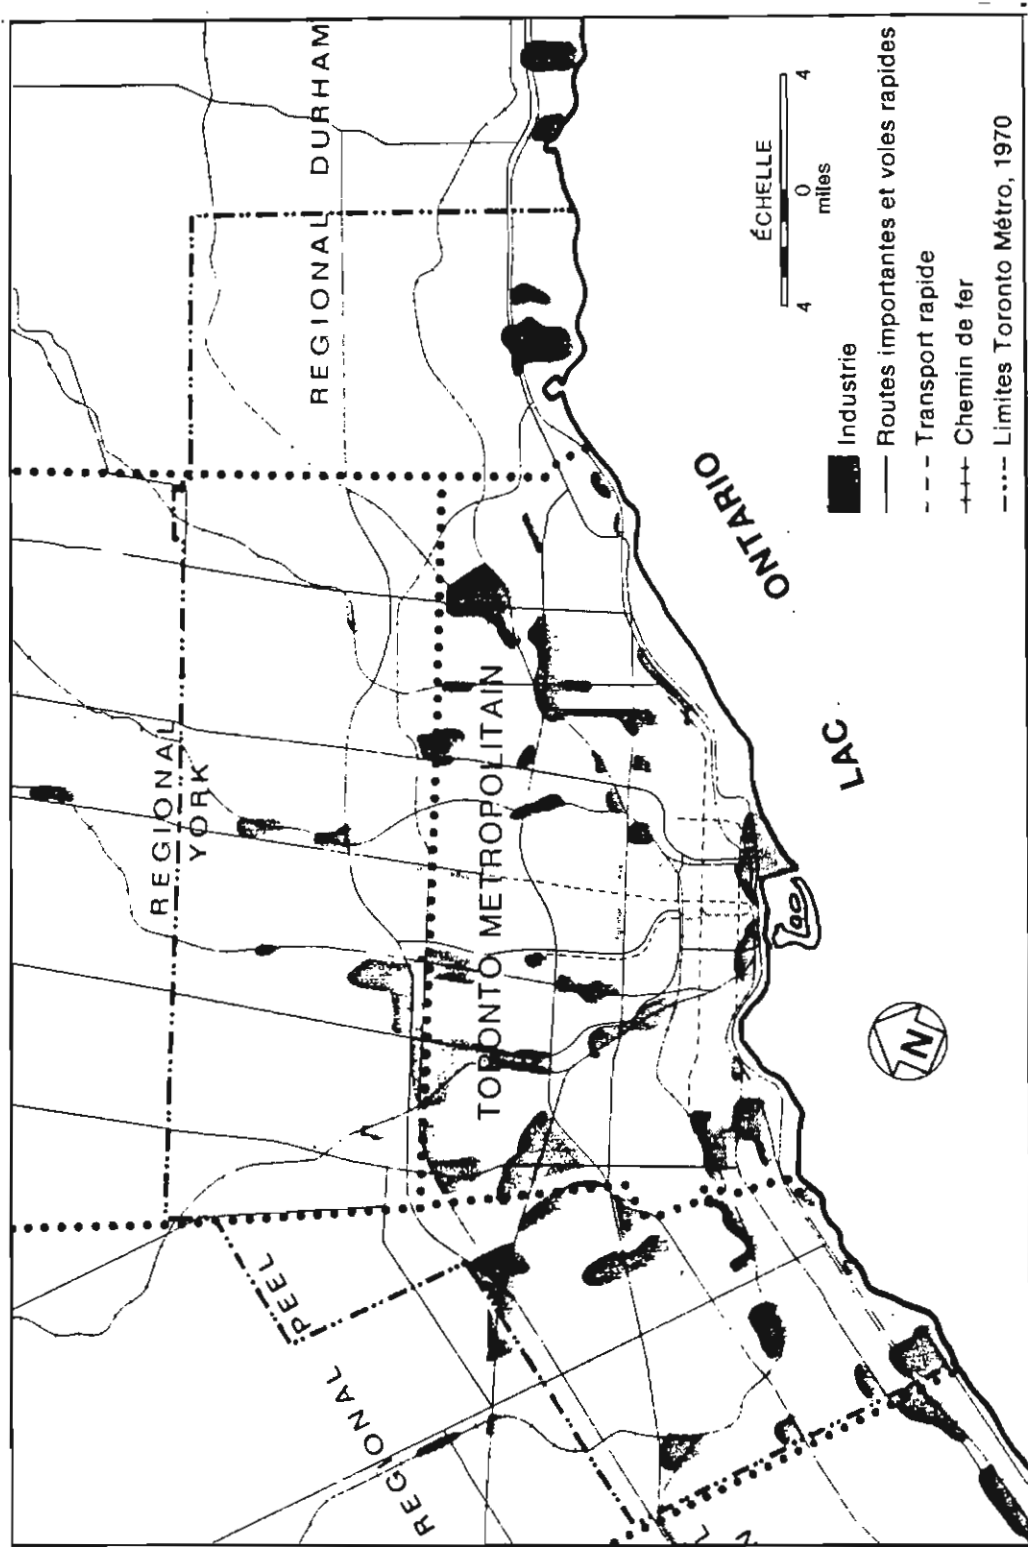 REGIONAL DURHAM
REGIONAL
YORK
TORONTO METROPOLITAIN
REGIONAL PEEL
LAC ONTARIO
N
ÉCHELLE
4 0 4
miles
Industrie
Routes importantes et voies rapides
Transport rapide
Chemin de fer
Limites Toronto Métro, 1970